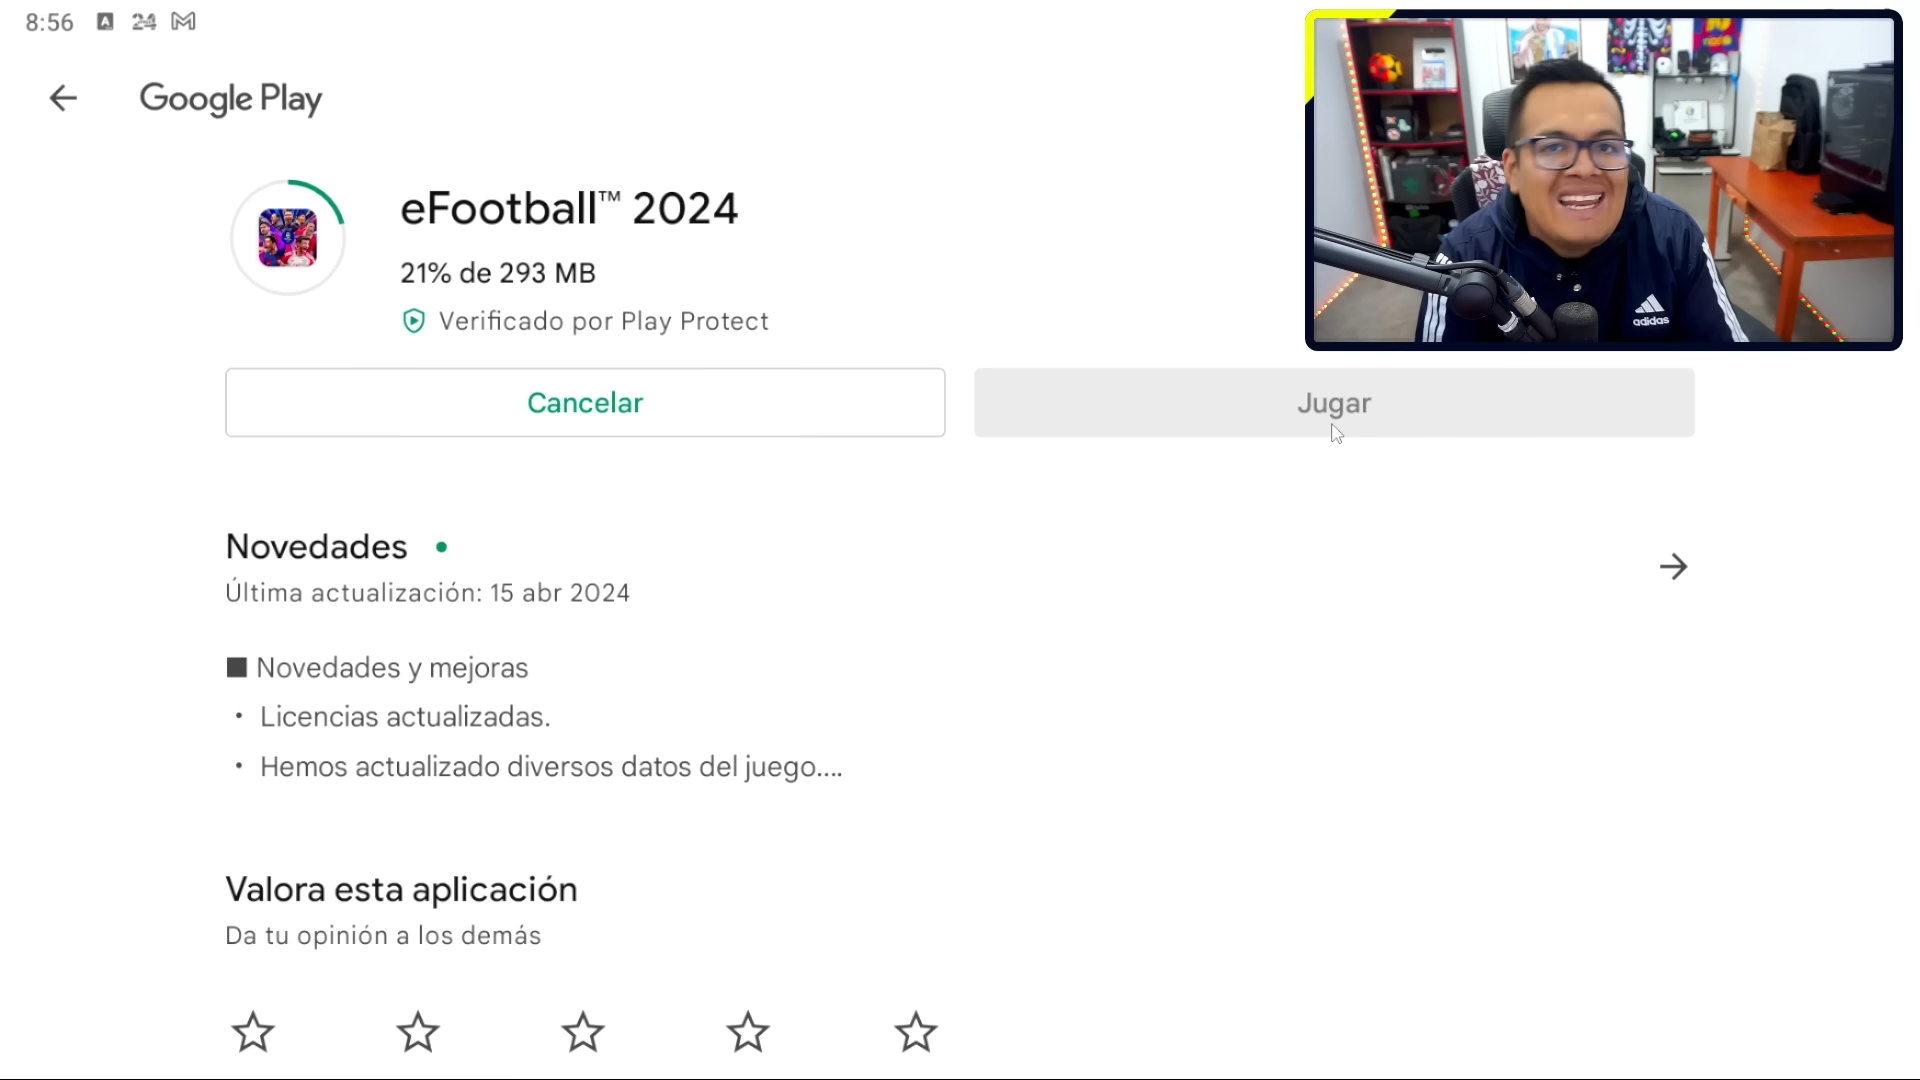 8:56
24
Google Play
eFootball™ 2024
21% de 293 MB
Verificado por Play Protect
Cancelar
Jugar
Novedades
Última actualización: 15 abr 2024
■ Novedades y mejoras
• Licencias actualizadas.
• Hemos actualizado diversos datos del juego....
Valora esta aplicación
Da tu opinión a los demás
adidas